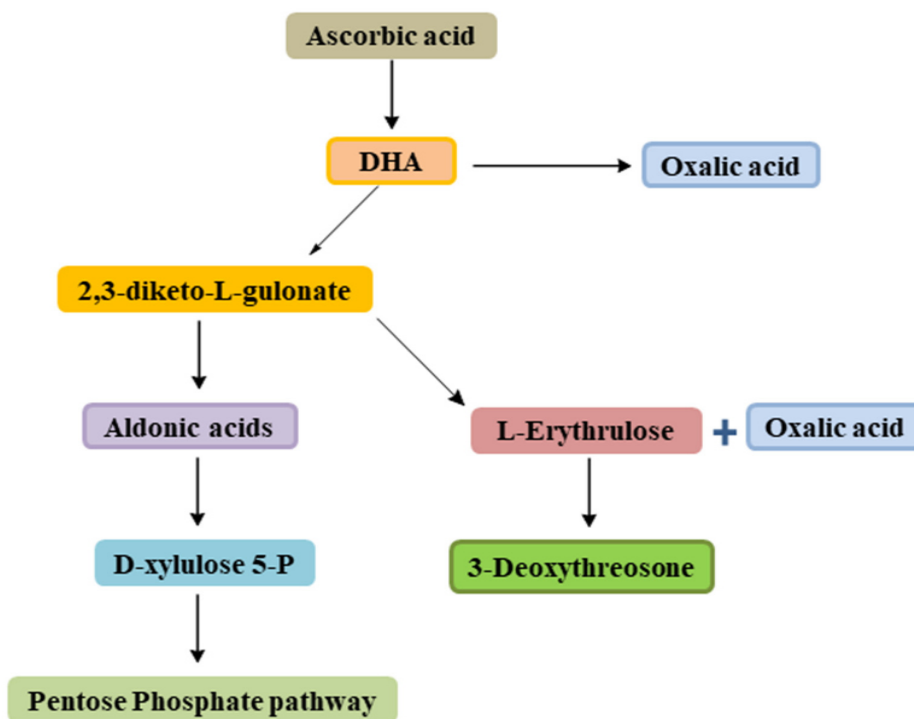 Ascorbic acid
DHA
Oxalic acid
2,3-diketo-L-gulonate
Aldonic acids
L-Erythrulose + Oxalic acid
D-xylulose 5-P
3-Deoxythreosone
Pentose Phosphate pathway